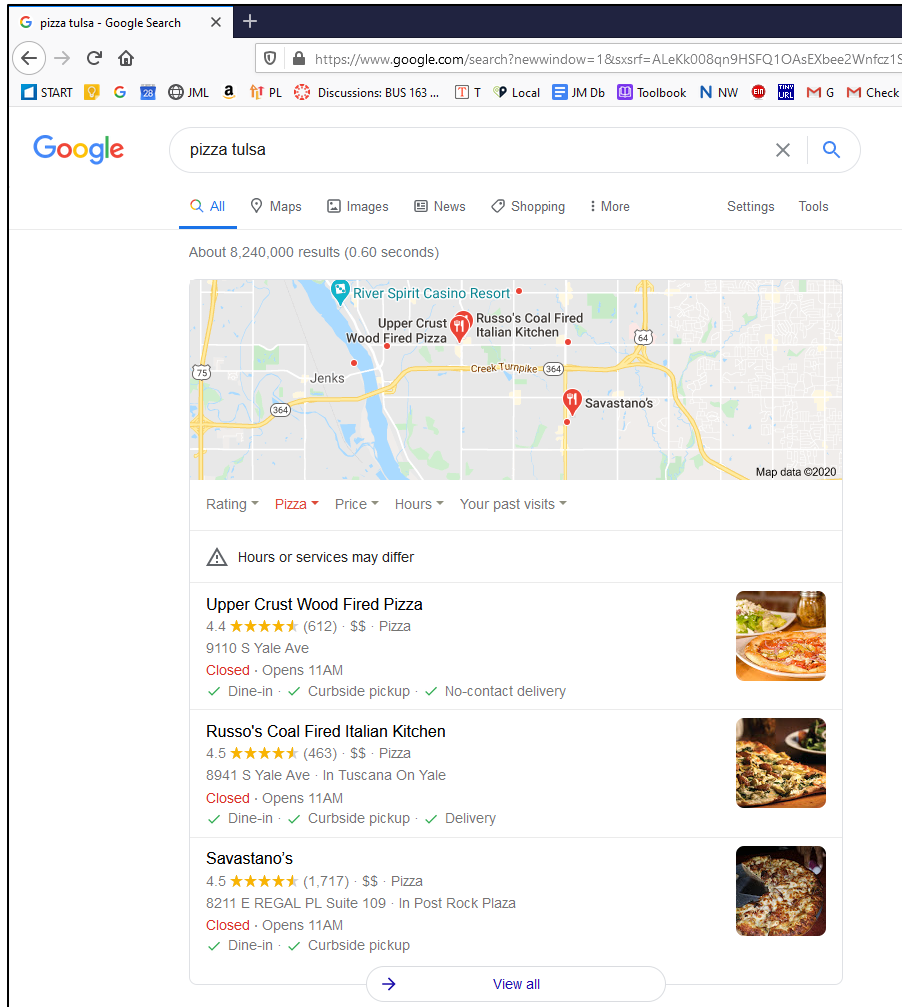 pizza tulsa - Google Search
https://www.google.com/search?newwindow=1&sxsrf=ALeKk008qn9HSFQ1OAsEXbee2Wnfcz1S
START G 28 JML a PL Discussions: BUS 163 ... T T Local JM Db Toolbook N NW EIN TINY URL G Check
Google pizza tulsa
All Maps Images News Shopping More Settings Tools
About 8,240,000 results (0.60 seconds)
River Spirit Casino Resort
Upper Crust
Wood Fired Pizza
Russo's Coal Fired
Italian Kitchen
64
75
Jenks
Creek Turnpike 364
364
Savastano's
Map data ©2020
Rating Pizza Price Hours Your past visits
Hours or services may differ
Upper Crust Wood Fired Pizza
4.4 (612) · $$ · Pizza
9110 S Yale Ave
Closed · Opens 11AM
Dine-in · Curbside pickup · No-contact delivery
Russo's Coal Fired Italian Kitchen
4.5 (463) · $$ · Pizza
8941 S Yale Ave · In Tuscana On Yale
Closed · Opens 11AM
Dine-in · Curbside pickup · Delivery
Savastano's
4.5 (1,717) · $$ · Pizza
8211 E REGAL PL Suite 109 · In Post Rock Plaza
Closed · Opens 11AM
Dine-in · Curbside pickup
View all